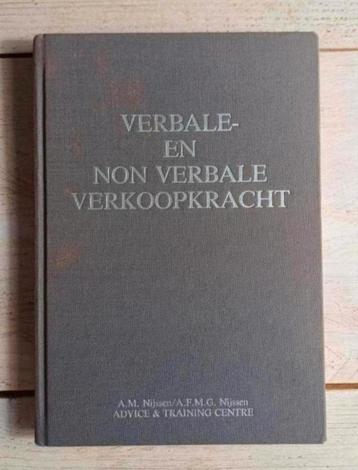 VERBALE-
EN
NON VERBALE
VERKOOPKRACHT
A.M. Nijssen/A.F.M.G. Nijssen
ADVICE & TRAINING CENTRE